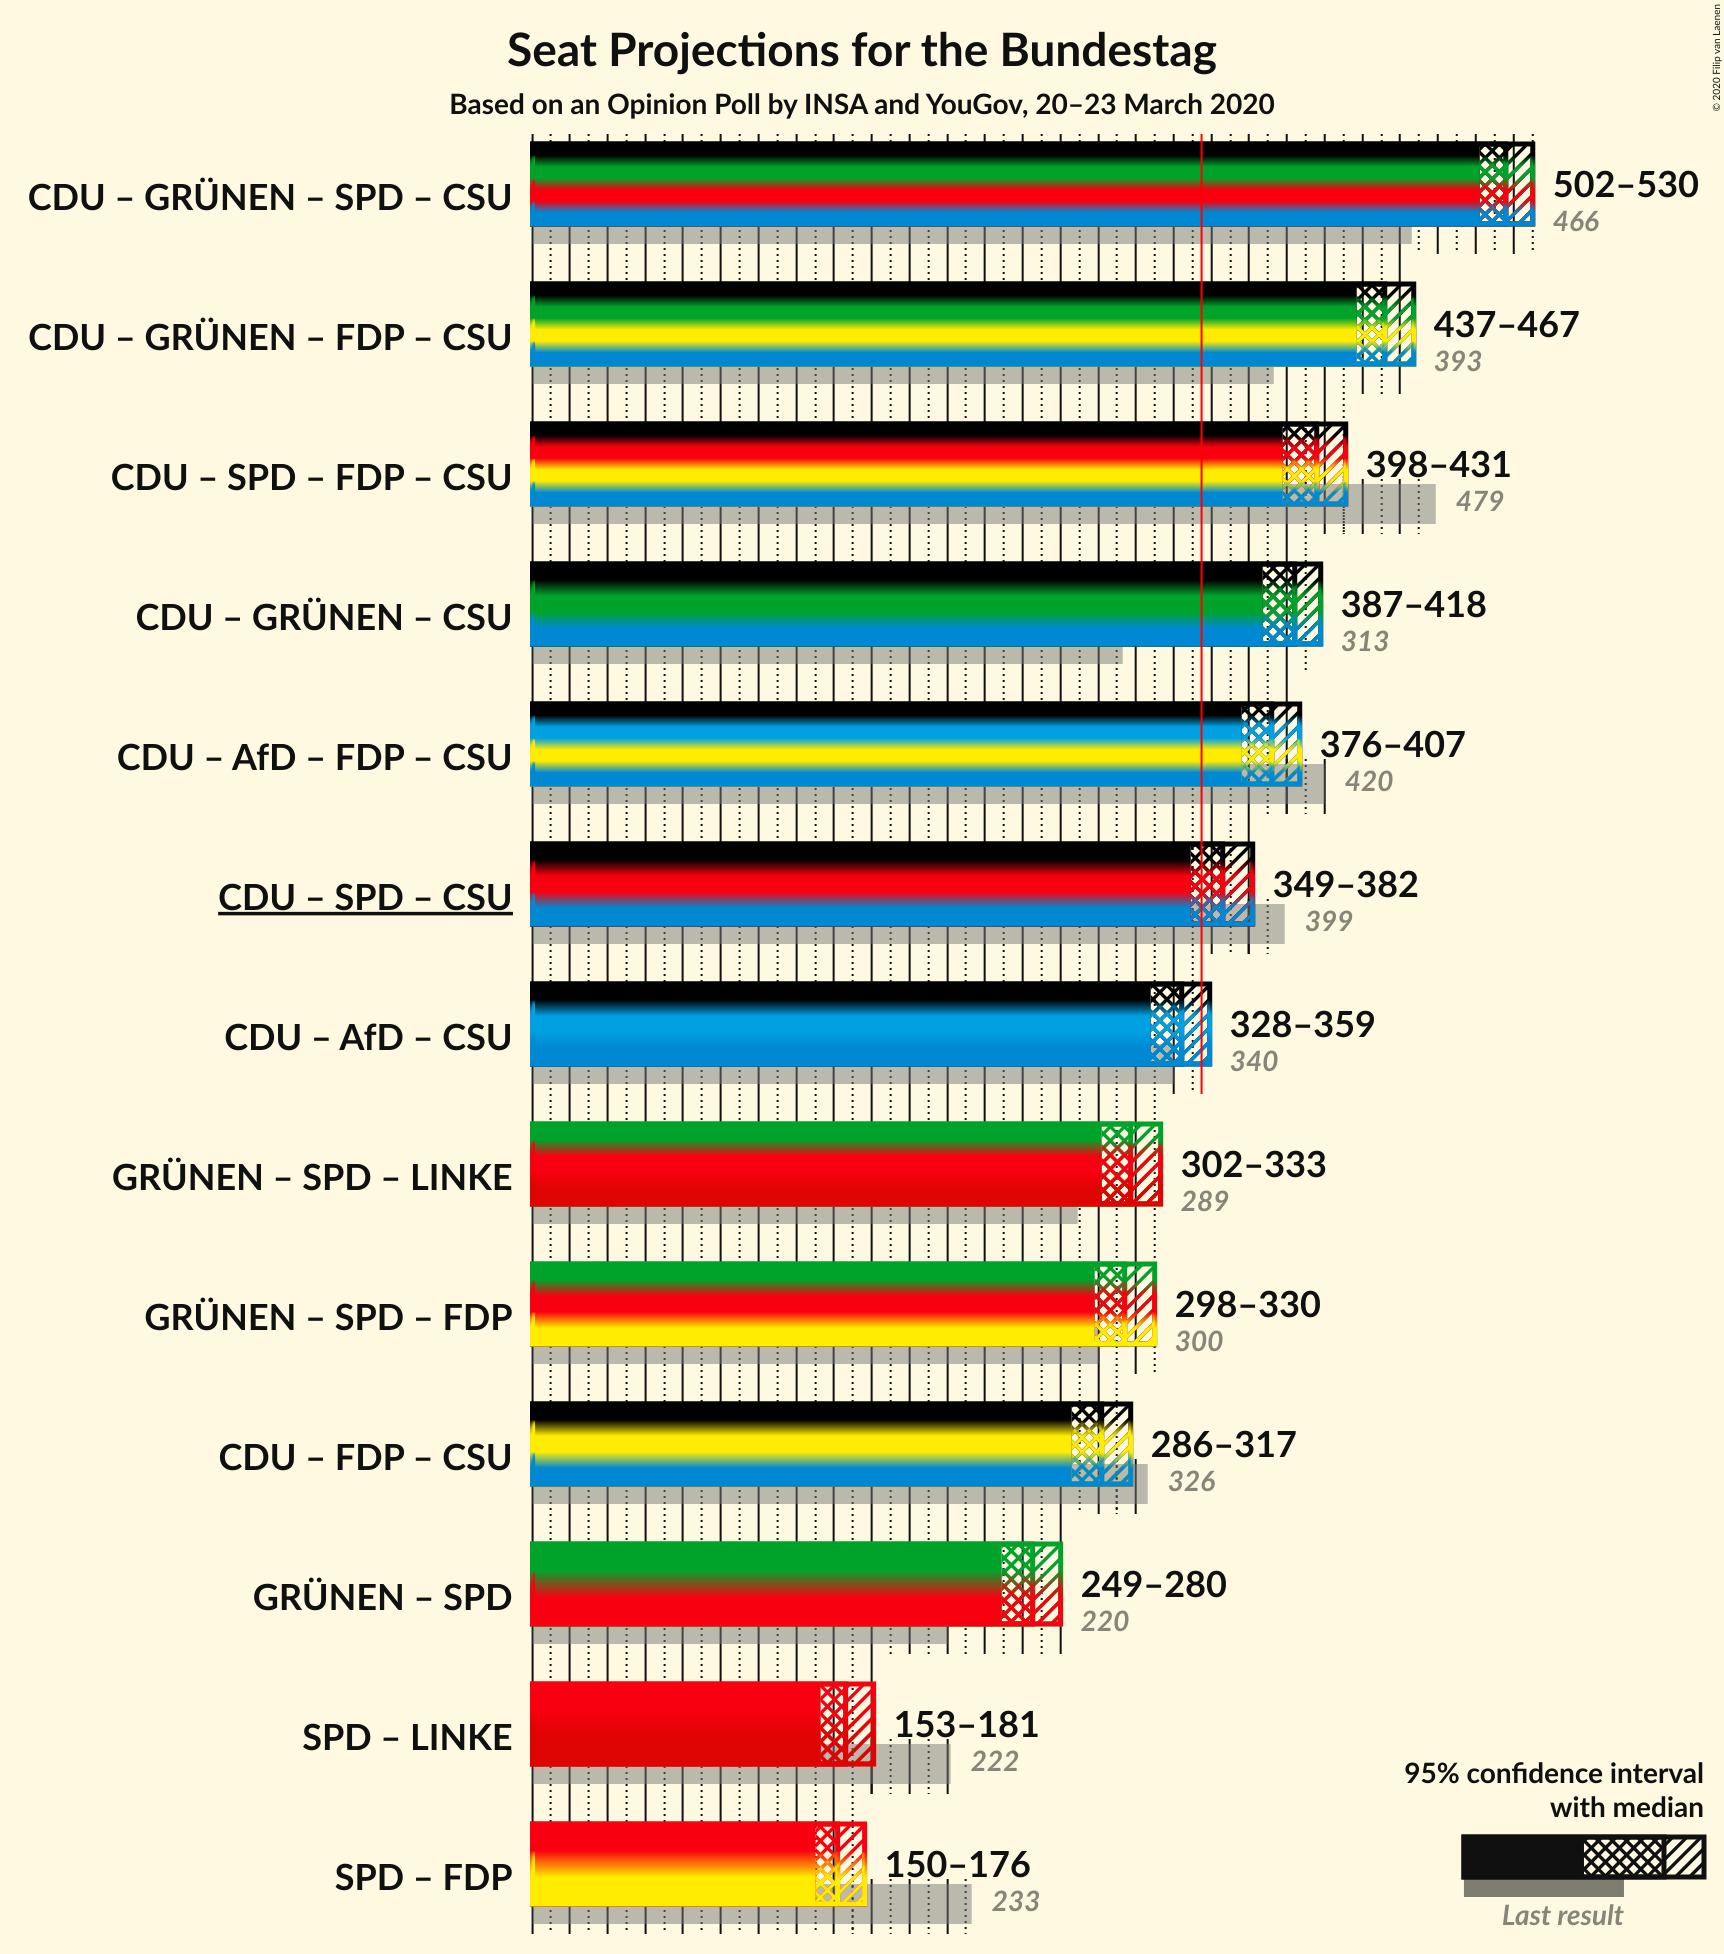 Seat Projections for the Bundestag
Based on an Opinion Poll by INSA and YouGov, 20–23 March 2020
© 2020 Filip van Laenen
CDU – GRÜNEN – SPD – CSU
502–530
466
CDU – GRÜNEN – FDP – CSU
437–467
393
CDU – SPD – FDP – CSU
398–431
479
CDU – GRÜNEN – CSU
387–418
313
CDU – AfD – FDP – CSU
376–407
420
CDU – SPD – CSU
349–382
399
CDU – AfD – CSU
328–359
340
GRÜNEN – SPD – LINKE
302–333
289
GRÜNEN – SPD – FDP
298–330
300
CDU – FDP – CSU
286–317
326
GRÜNEN – SPD
249–280
220
SPD – LINKE
153–181
222
SPD – FDP
150–176
233
95% confidence interval
with median
Last result